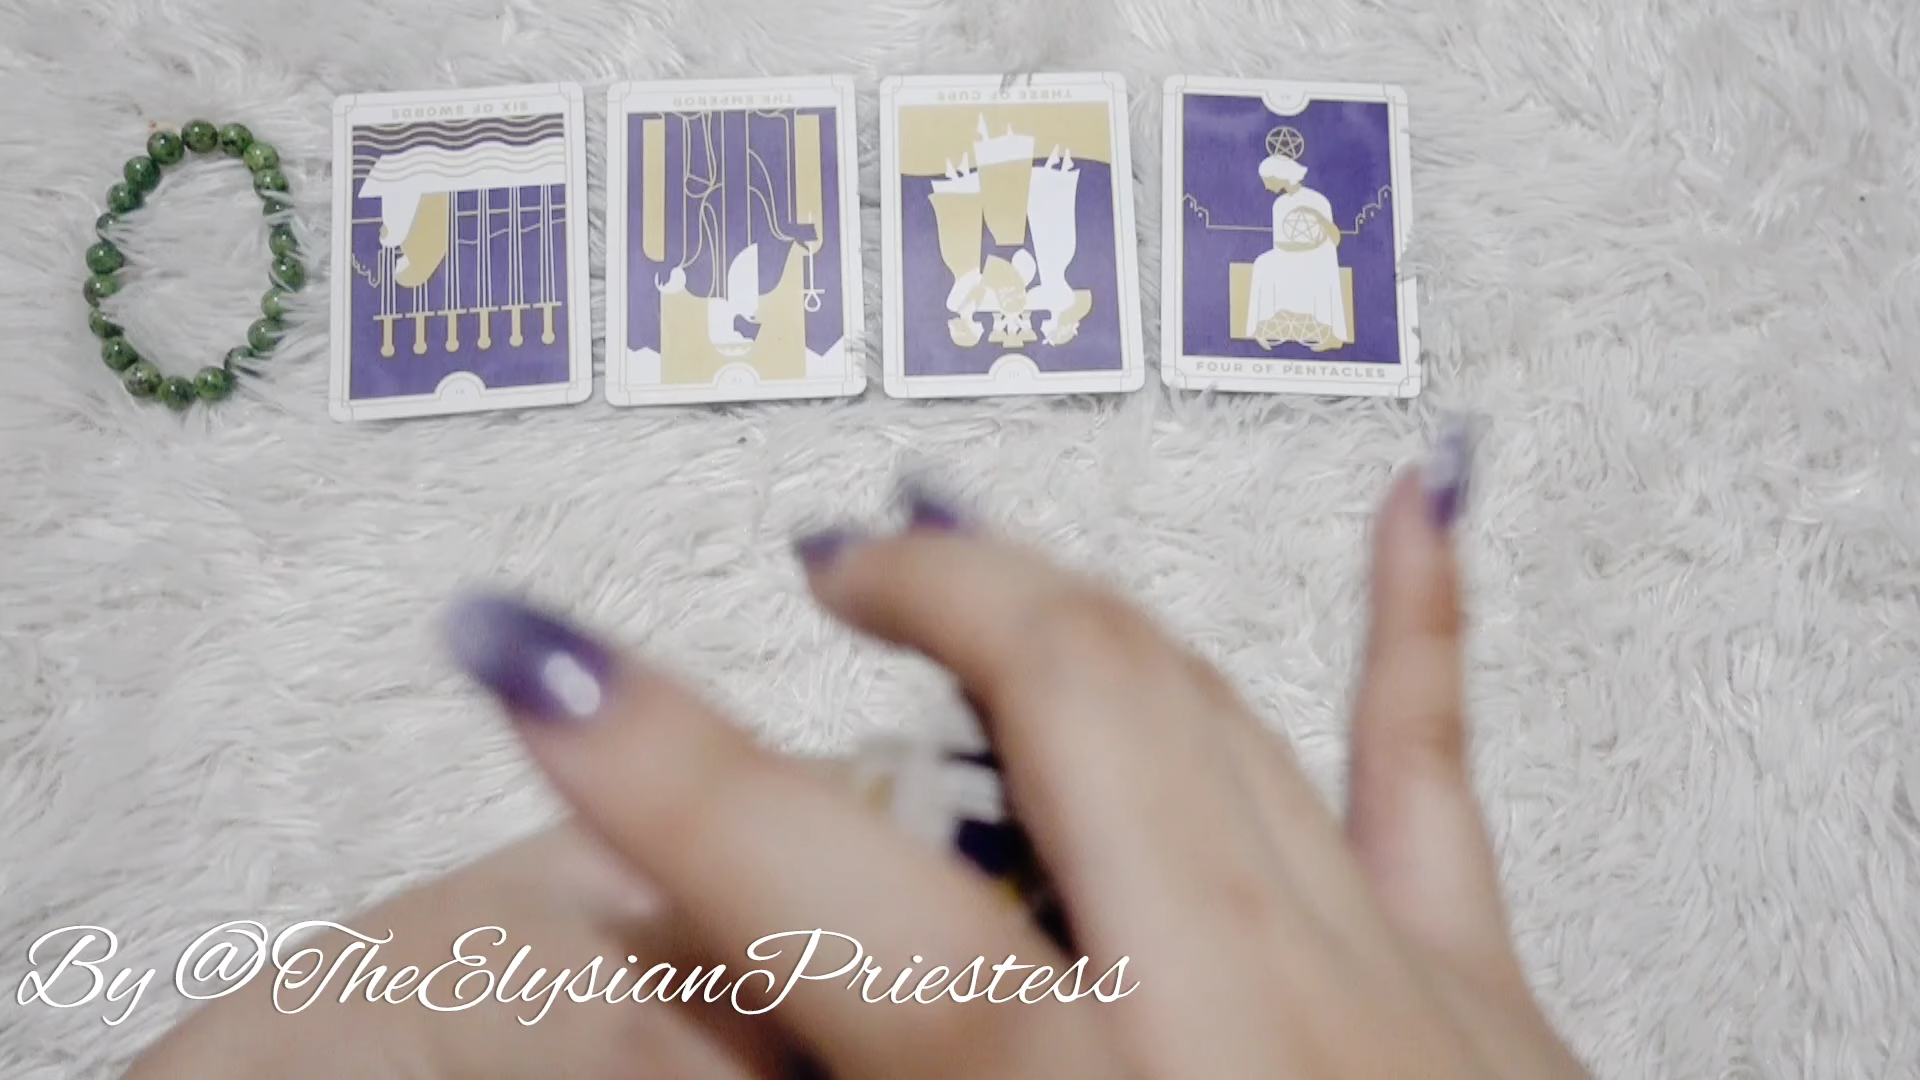 SIX OF SWORDS
THE EMPEROR
THREE OF CUPS
FOUR OF PENTACLES
By @TheElysianPriestess